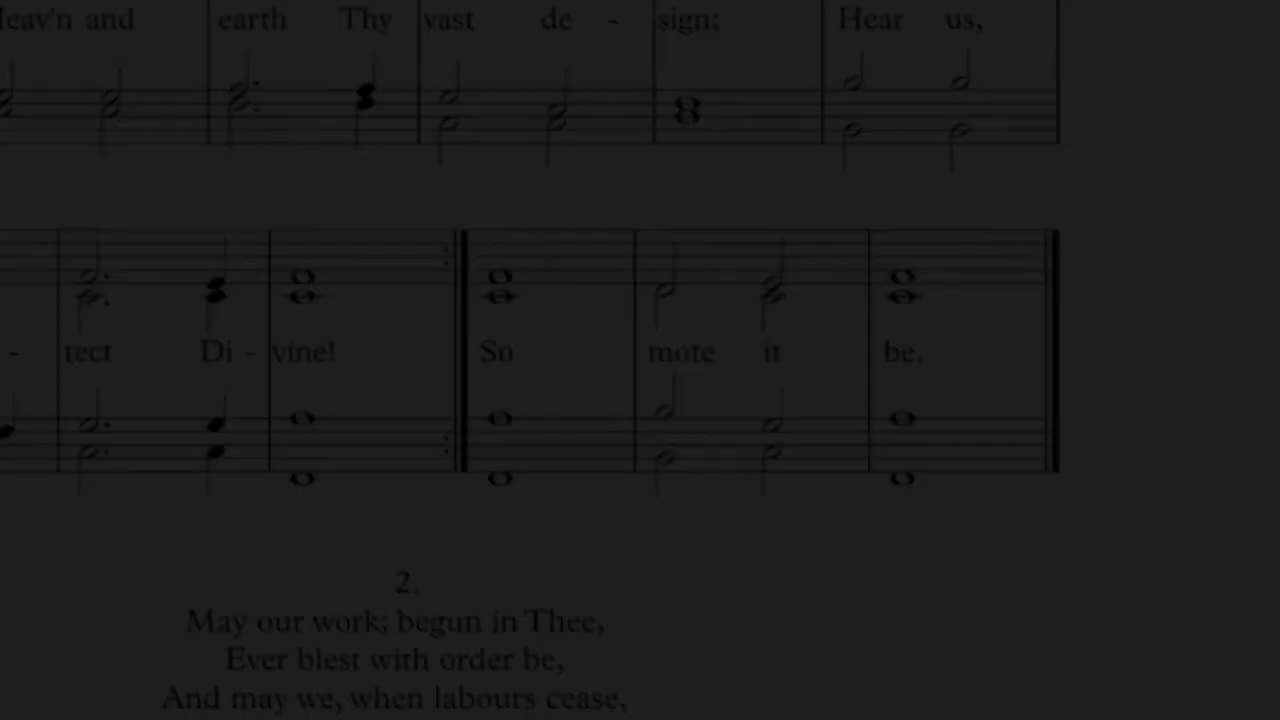 Heav'n and earth Thy vast de - sign; Hear us,
- tect Di - vine! So mote it be.
2.
May our work; begun in Thee,
Ever blest with order be,
And may we, when labours cease,